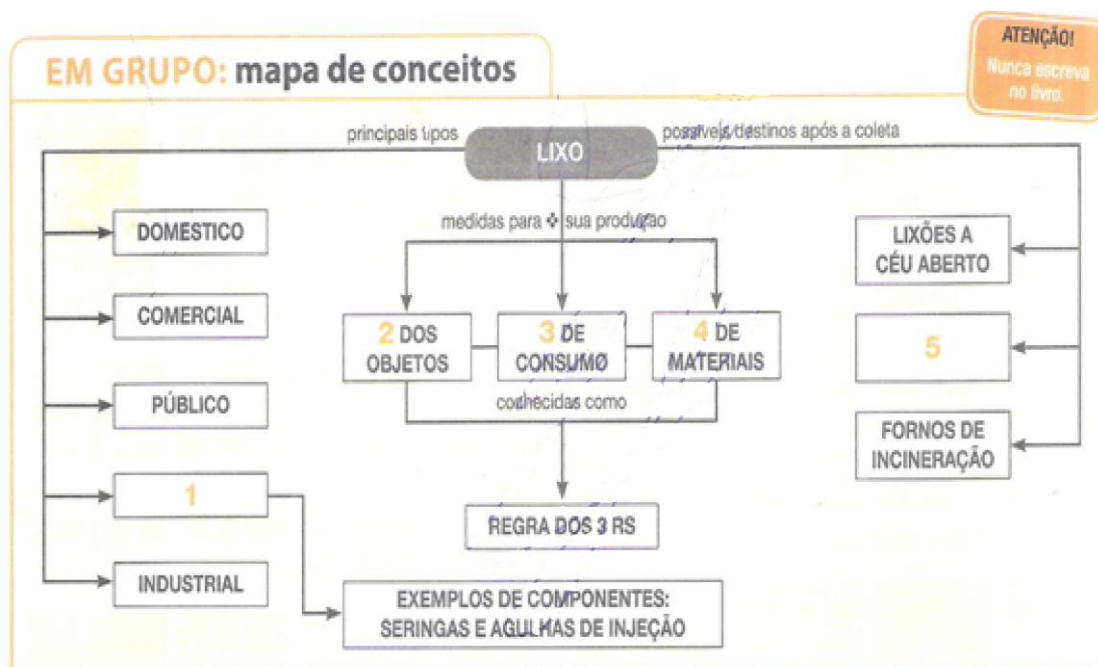 EM GRUPO: mapa de conceitos
ATENÇÃO!
Nunca escreva
no livro.
principais tipos
LIXO
possíveis destinos após a coleta
DOMESTICO
COMERCIAL
PÚBLICO
1
INDUSTRIAL
medidas para ❖ sua produção
2 DOS
OBJETOS
3 DE
CONSUMO
4 DE
MATERIAIS
conhecidas como
REGRA DOS 3 RS
EXEMPLOS DE COMPONENTES:
SERINGAS E AGULHAS DE INJEÇÃO
LIXÕES A
CÉU ABERTO
5
FORNOS DE
INCINERAÇÃO